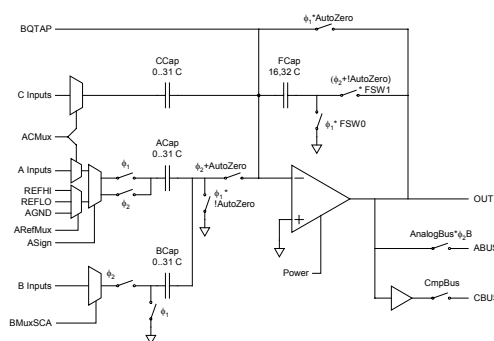 ϕ1*AutoZero
BQTAP
CCap
0..31 C
FCap
16,32 C
(ϕ2+!AutoZero)
* FSW1
C Inputs
ϕ1* FSW0
ACMux
ACap
0..31 C
ϕ1
ϕ2+AutoZero
A Inputs
REFHI
REFLO
AGND
ϕ2
ϕ1 *
!AutoZero
ARefMux
ASign
OUT
BCap
0..31 C
AnalogBus*ϕ2B
ABUS
Power
B Inputs
ϕ2
CmpBus
CBUS
ϕ1
BMuxSCA